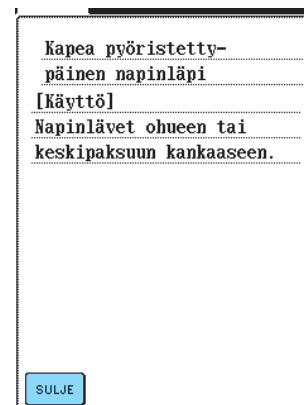 Kapea pyöristetty-
päinen napinläpi
[Käyttö]
Napinlävet ohueen tai
keskipaksuun kankaaseen.
SULJE